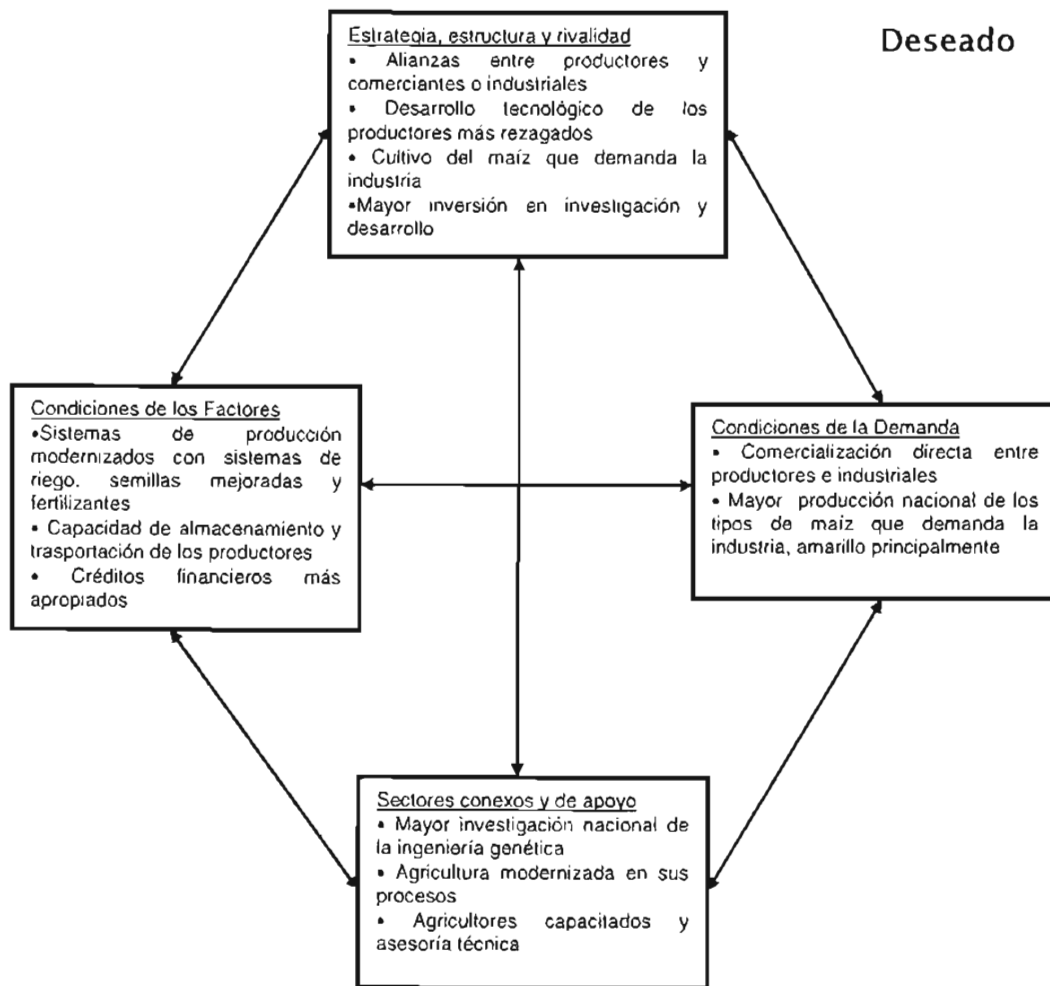 Deseado
Estrategia, estructura y rivalidad
• Alianzas entre productores y
comerciantes o industriales
• Desarrollo tecnológico de los
productores más rezagados
• Cultivo del maíz que demanda la
industria
•Mayor inversión en investigación y
desarrollo
Condiciones de los Factores
•Sistemas de producción
modernizados con sistemas de
riego. semillas mejoradas y
fertilizantes
• Capacidad de almacenamiento y
trasportación de los productores
• Créditos financieros más
apropiados
Condiciones de la Demanda
• Comercialización directa entre
productores e industriales
• Mayor producción nacional de los
tipos de maíz que demanda la
industria, amarillo principalmente
Sectores conexos y de apoyo
• Mayor investigación nacional de
la ingeniería genética
• Agricultura modernizada en sus
procesos
• Agricultores capacitados y
asesoría técnica